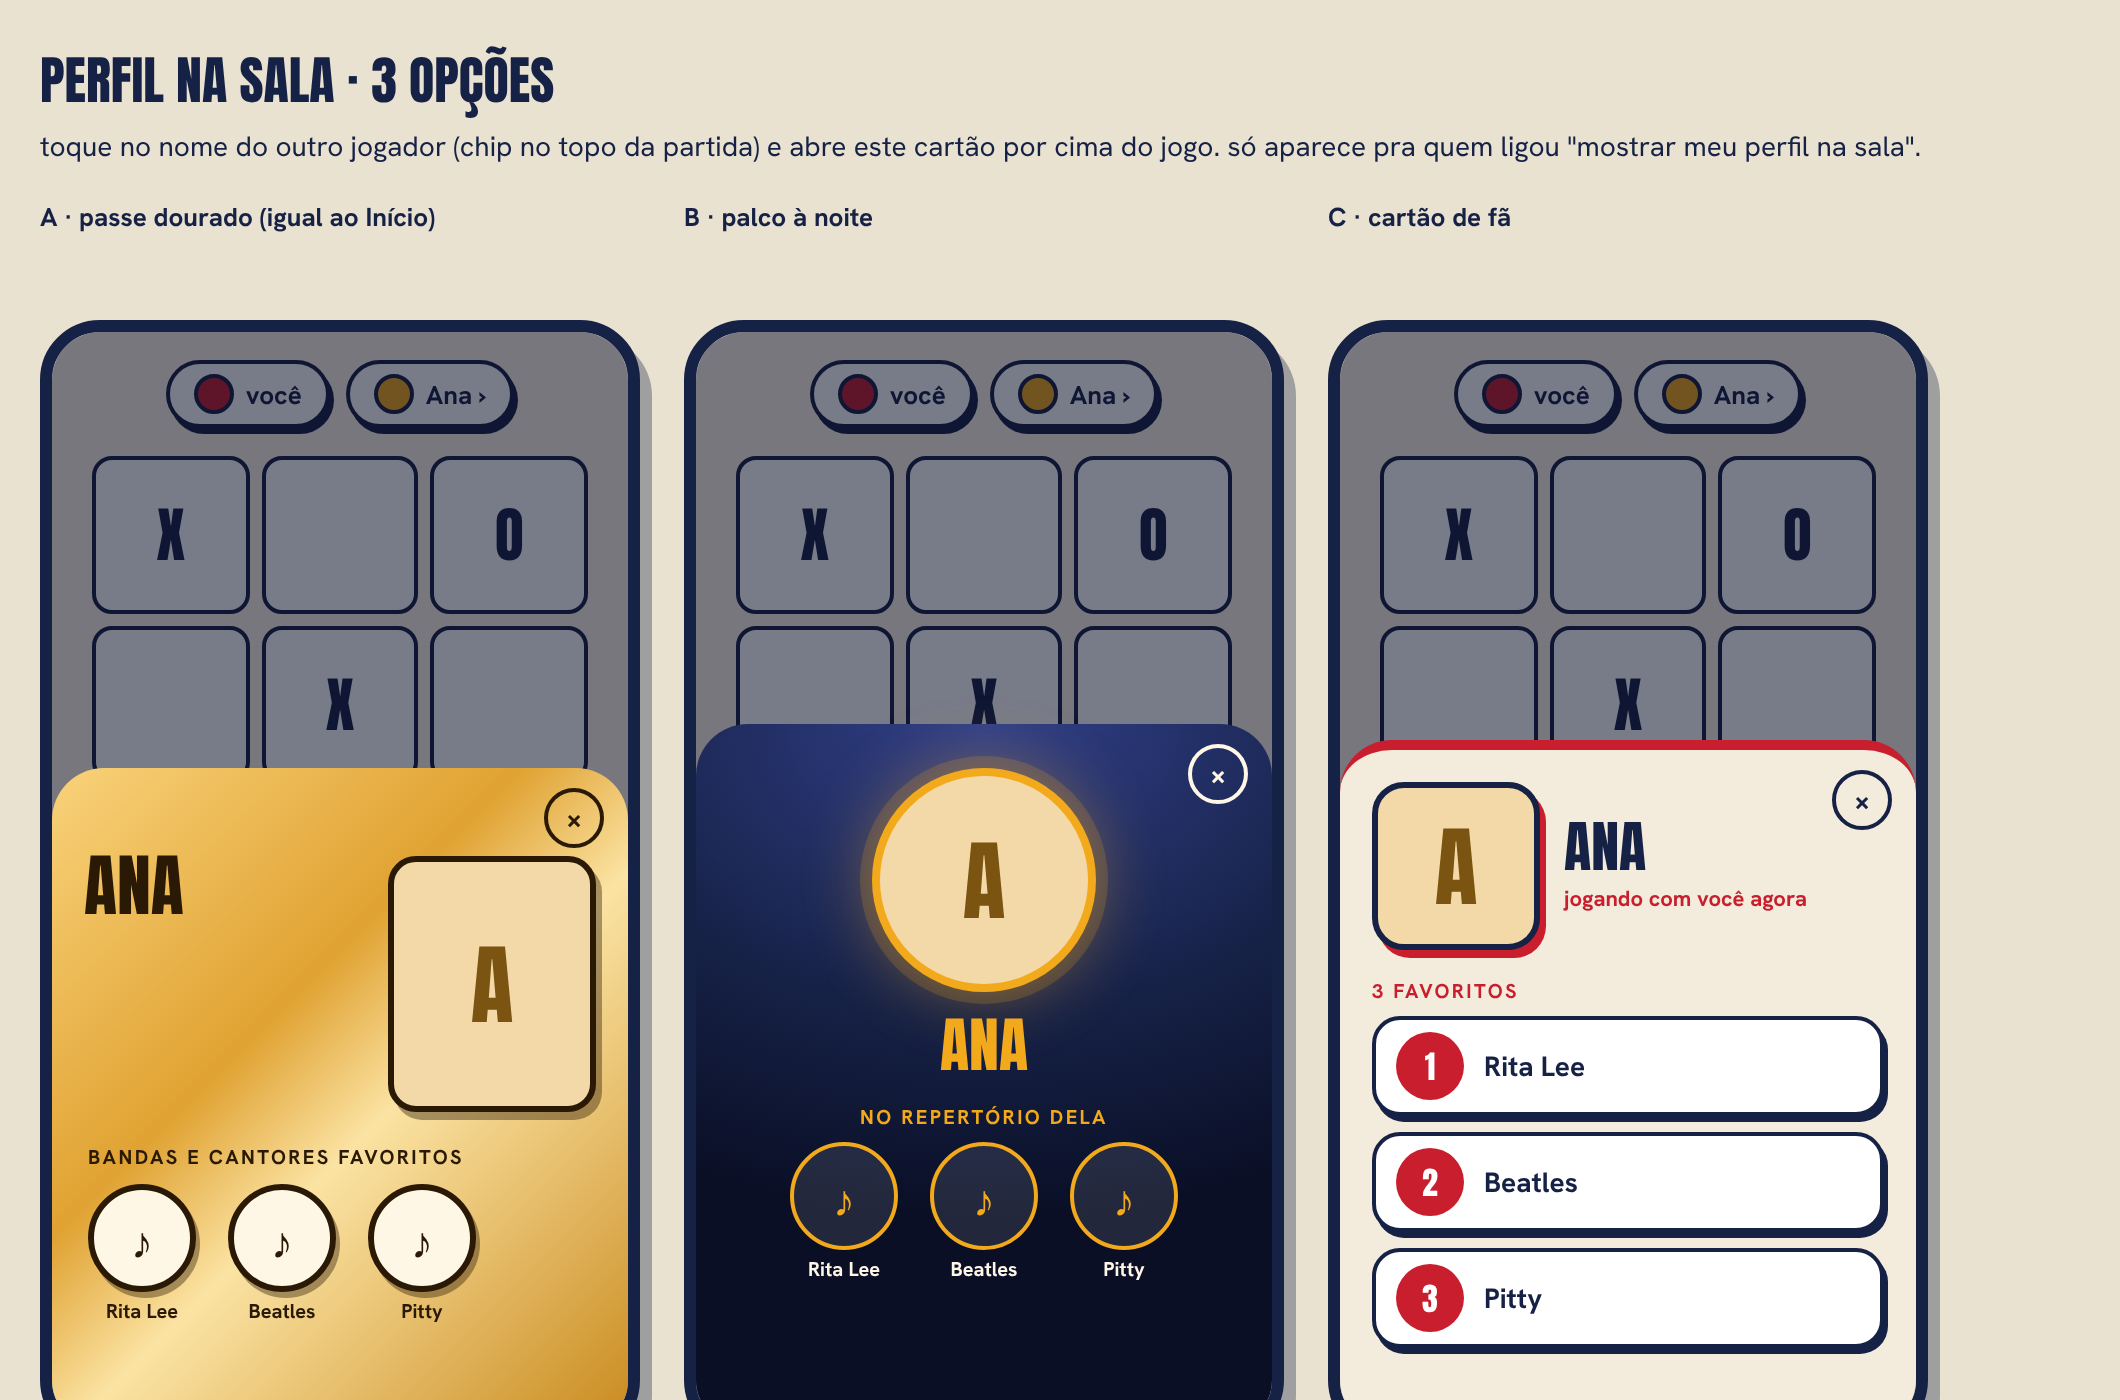 PERFIL NA SALA · 3 OPÇÕES
toque no nome do outro jogador (chip no topo da partida) e abre este cartão por cima do jogo. só aparece pra quem ligou "mostrar meu perfil na sala".
A · passe dourado (igual ao Início)
você
Ana ›
X
O
X
×
ANA
A
BANDAS E CANTORES FAVORITOS
♪
♪
♪
Rita Lee
Beatles
Pitty
B · palco à noite
você
Ana ›
X
O
X
×
A
ANA
NO REPERTÓRIO DELA
♪
♪
♪
Rita Lee
Beatles
Pitty
C · cartão de fã
você
Ana ›
X
O
X
×
A
ANA
jogando com você agora
3 FAVORITOS
1 Rita Lee
2 Beatles
3 Pitty